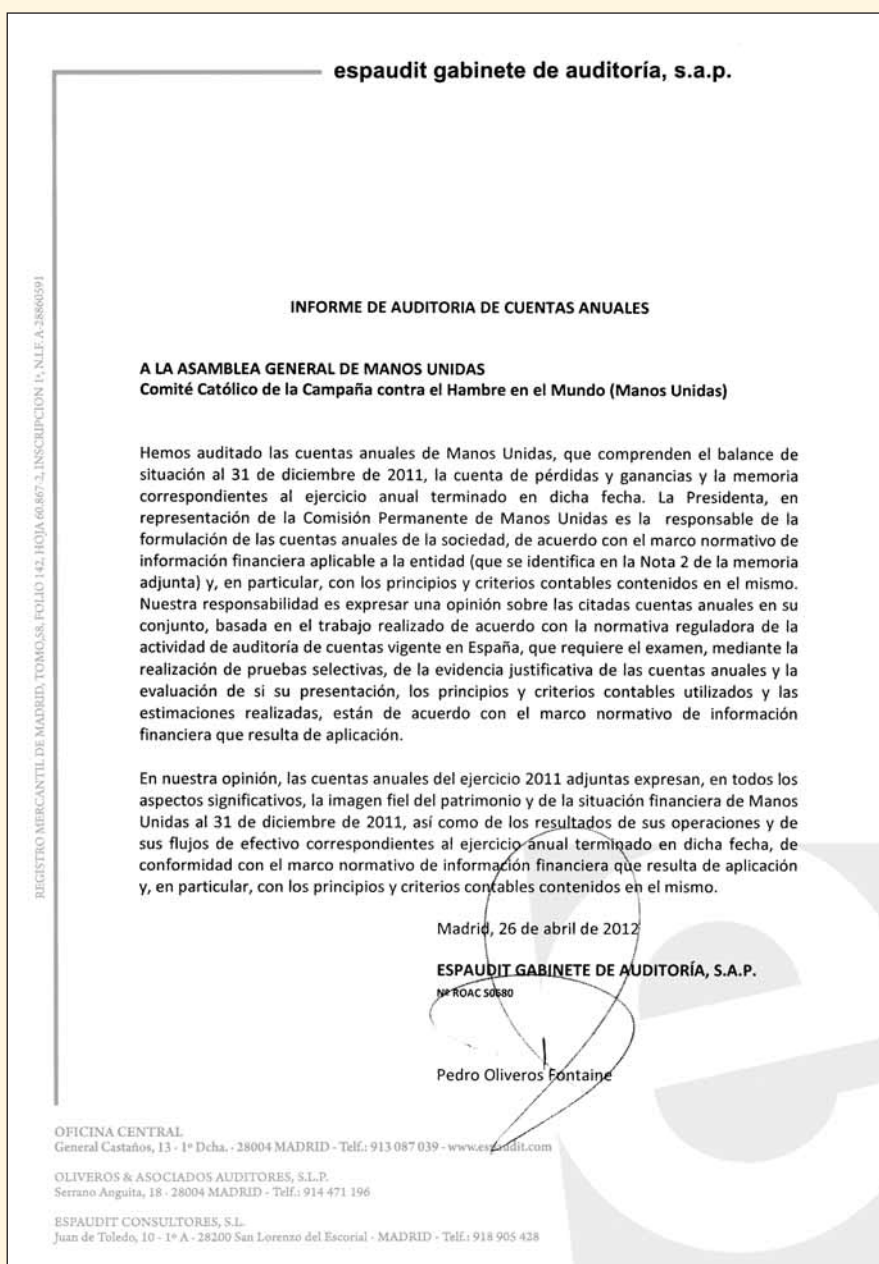 espaudit gabinete de auditoría, s.a.p.
INFORME DE AUDITORIA DE CUENTAS ANUALES
A LA ASAMBLEA GENERAL DE MANOS UNIDAS
Comité Católico de la Campaña contra el Hambre en el Mundo (Manos Unidas)
Hemos auditado las cuentas anuales de Manos Unidas, que comprenden el balance de
situación al 31 de diciembre de 2011, la cuenta de pérdidas y ganancias y la memoria
correspondientes al ejercicio anual terminado en dicha fecha. La Presidenta, en
representación de la Comisión Permanente de Manos Unidas es la responsable de la
formulación de las cuentas anuales de la sociedad, de acuerdo con el marco normativo de
información financiera aplicable a la entidad (que se identifica en la Nota 2 de la memoria
adjunta) y, en particular, con los principios y criterios contables contenidos en el mismo.
Nuestra responsabilidad es expresar una opinión sobre las citadas cuentas anuales en su
conjunto, basada en el trabajo realizado de acuerdo con la normativa reguladora de la
actividad de auditoría de cuentas vigente en España, que requiere el examen, mediante la
realización de pruebas selectivas, de la evidencia justificativa de las cuentas anuales y la
evaluación de si su presentación, los principios y criterios contables utilizados y las
estimaciones realizadas, están de acuerdo con el marco normativo de información
financiera que resulta de aplicación.
En nuestra opinión, las cuentas anuales del ejercicio 2011 adjuntas expresan, en todos los
aspectos significativos, la imagen fiel del patrimonio y de la situación financiera de Manos
Unidas al 31 de diciembre de 2011, así como de los resultados de sus operaciones y de
sus flujos de efectivo correspondientes al ejercicio anual terminado en dicha fecha, de
conformidad con el marco normativo de información financiera que resulta de aplicación
y, en particular, con los principios y criterios contables contenidos en el mismo.
Madrid, 26 de abril de 2012
ESPAUDIT GABINETE DE AUDITORÍA, S.A.P.
Nº ROAC S0680
Pedro Oliveros Fontaine
REGISTRO MERCANTIL DE MADRID, TOMO,58, FOLIO 142, HOJA 60.867-2, INSCRIPCION 1ª, N.I.F. A-28860591
OFICINA CENTRAL
General Castaños, 13 - 1º Dcha. - 28004 MADRID - Telf.: 913 087 039 - www.espaudit.com
OLIVEROS & ASOCIADOS AUDITORES, S.L.P.
Serrano Anguita, 18 - 28004 MADRID - Telf.: 914 471 196
ESPAUDIT CONSULTORES, S.L.
Juan de Toledo, 10 - 1º A - 28200 San Lorenzo del Escorial - MADRID - Telf.: 918 905 428